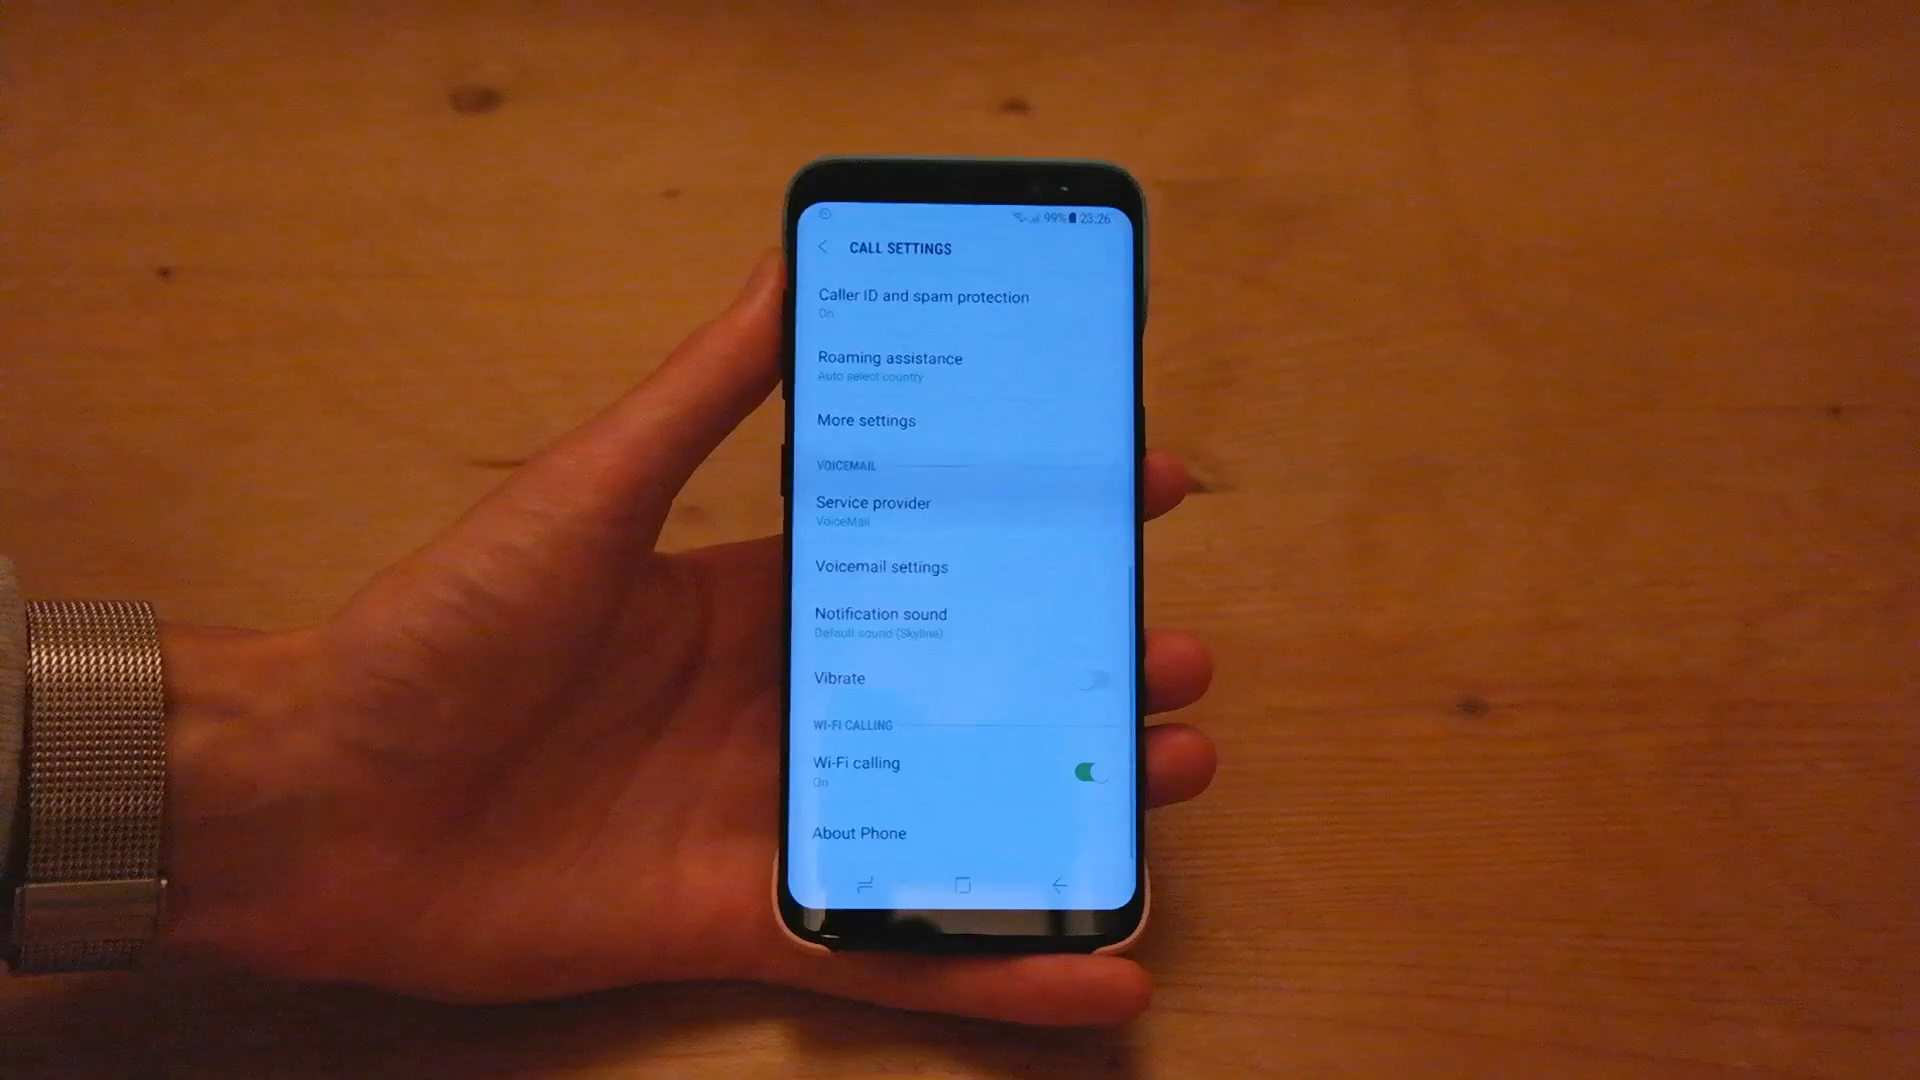 99% 23:26
CALL SETTINGS
Caller ID and spam protection
On
Roaming assistance
Auto select country
More settings
VOICEMAIL
Service provider
VoiceMail
Voicemail settings
Notification sound
Default sound (Skyline)
Vibrate
WI-FI CALLING
Wi-Fi calling
On
About Phone